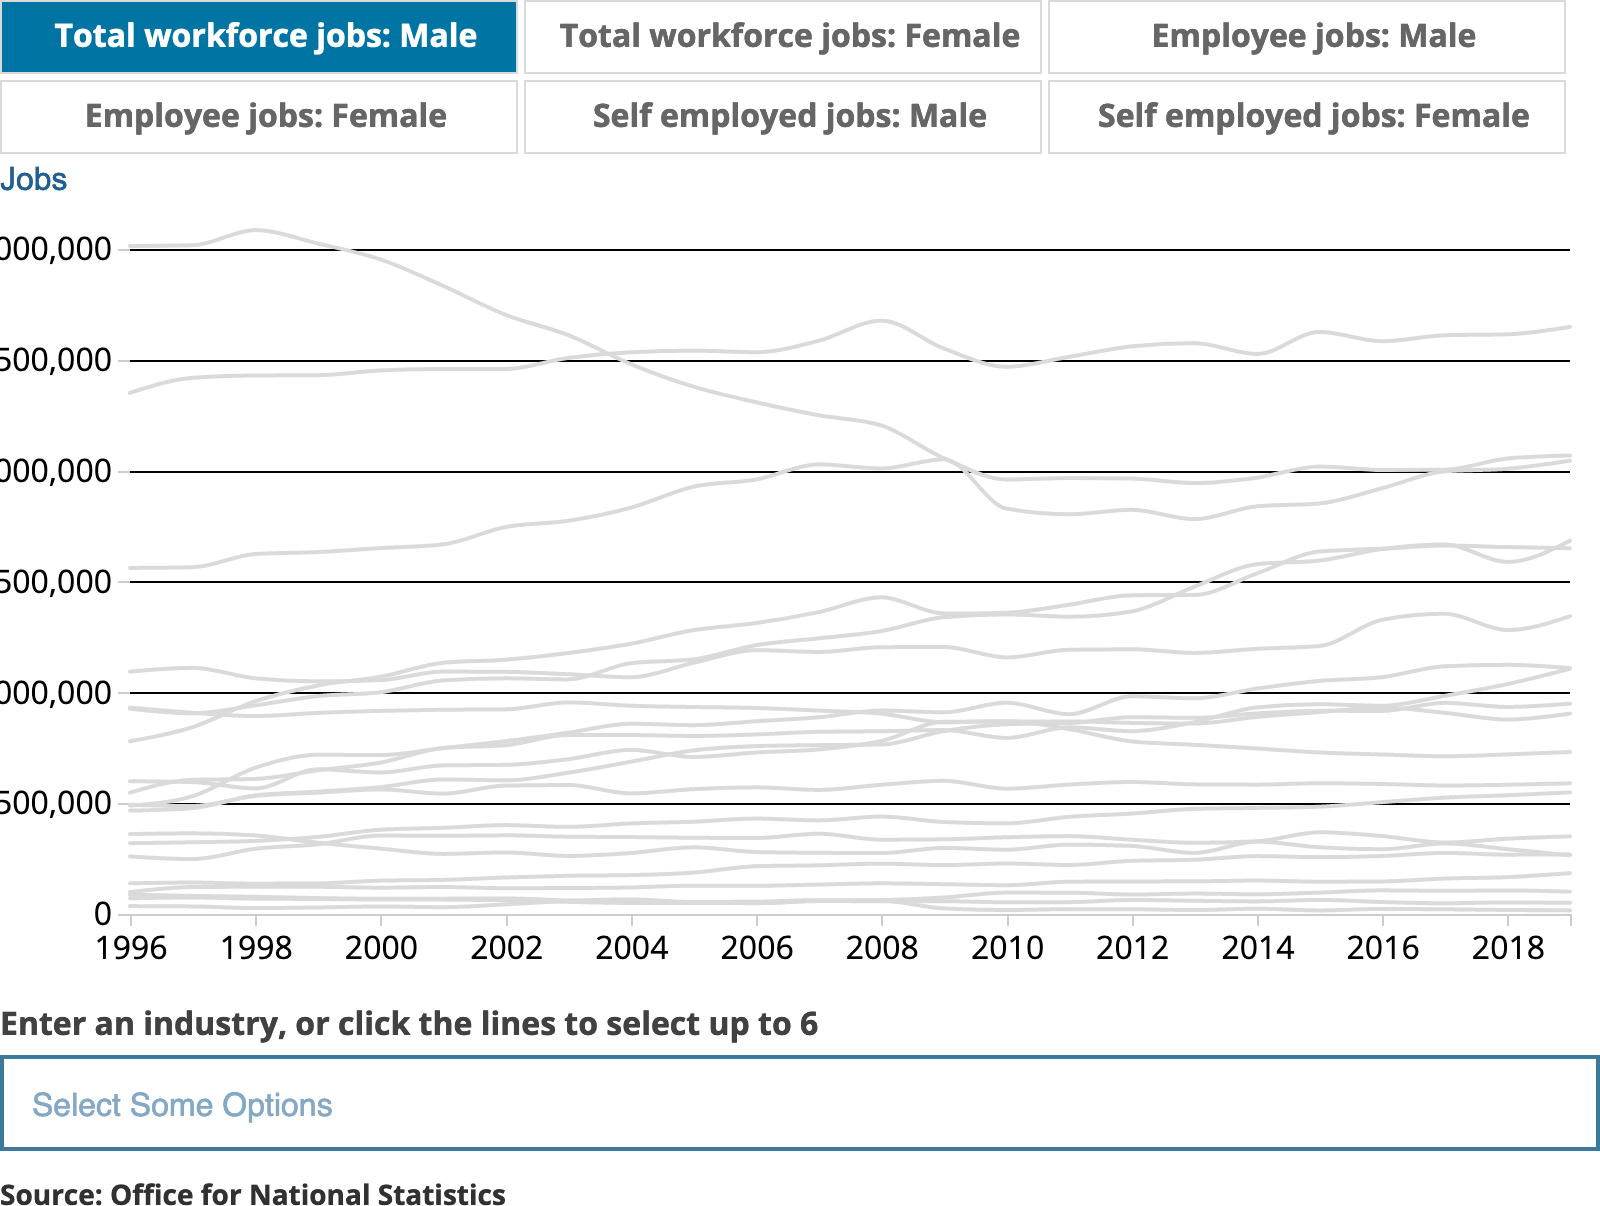 Total workforce jobs: Male
Total workforce jobs: Female
Employee jobs: Male
Employee jobs: Female
Self employed jobs: Male
Self employed jobs: Female
Jobs
000,000
500,000
000,000
500,000
000,000
500,000
0
1996 1998 2000 2002 2004 2006 2008 2010 2012 2014 2016 2018
Enter an industry, or click the lines to select up to 6
Select Some Options
Source: Office for National Statistics